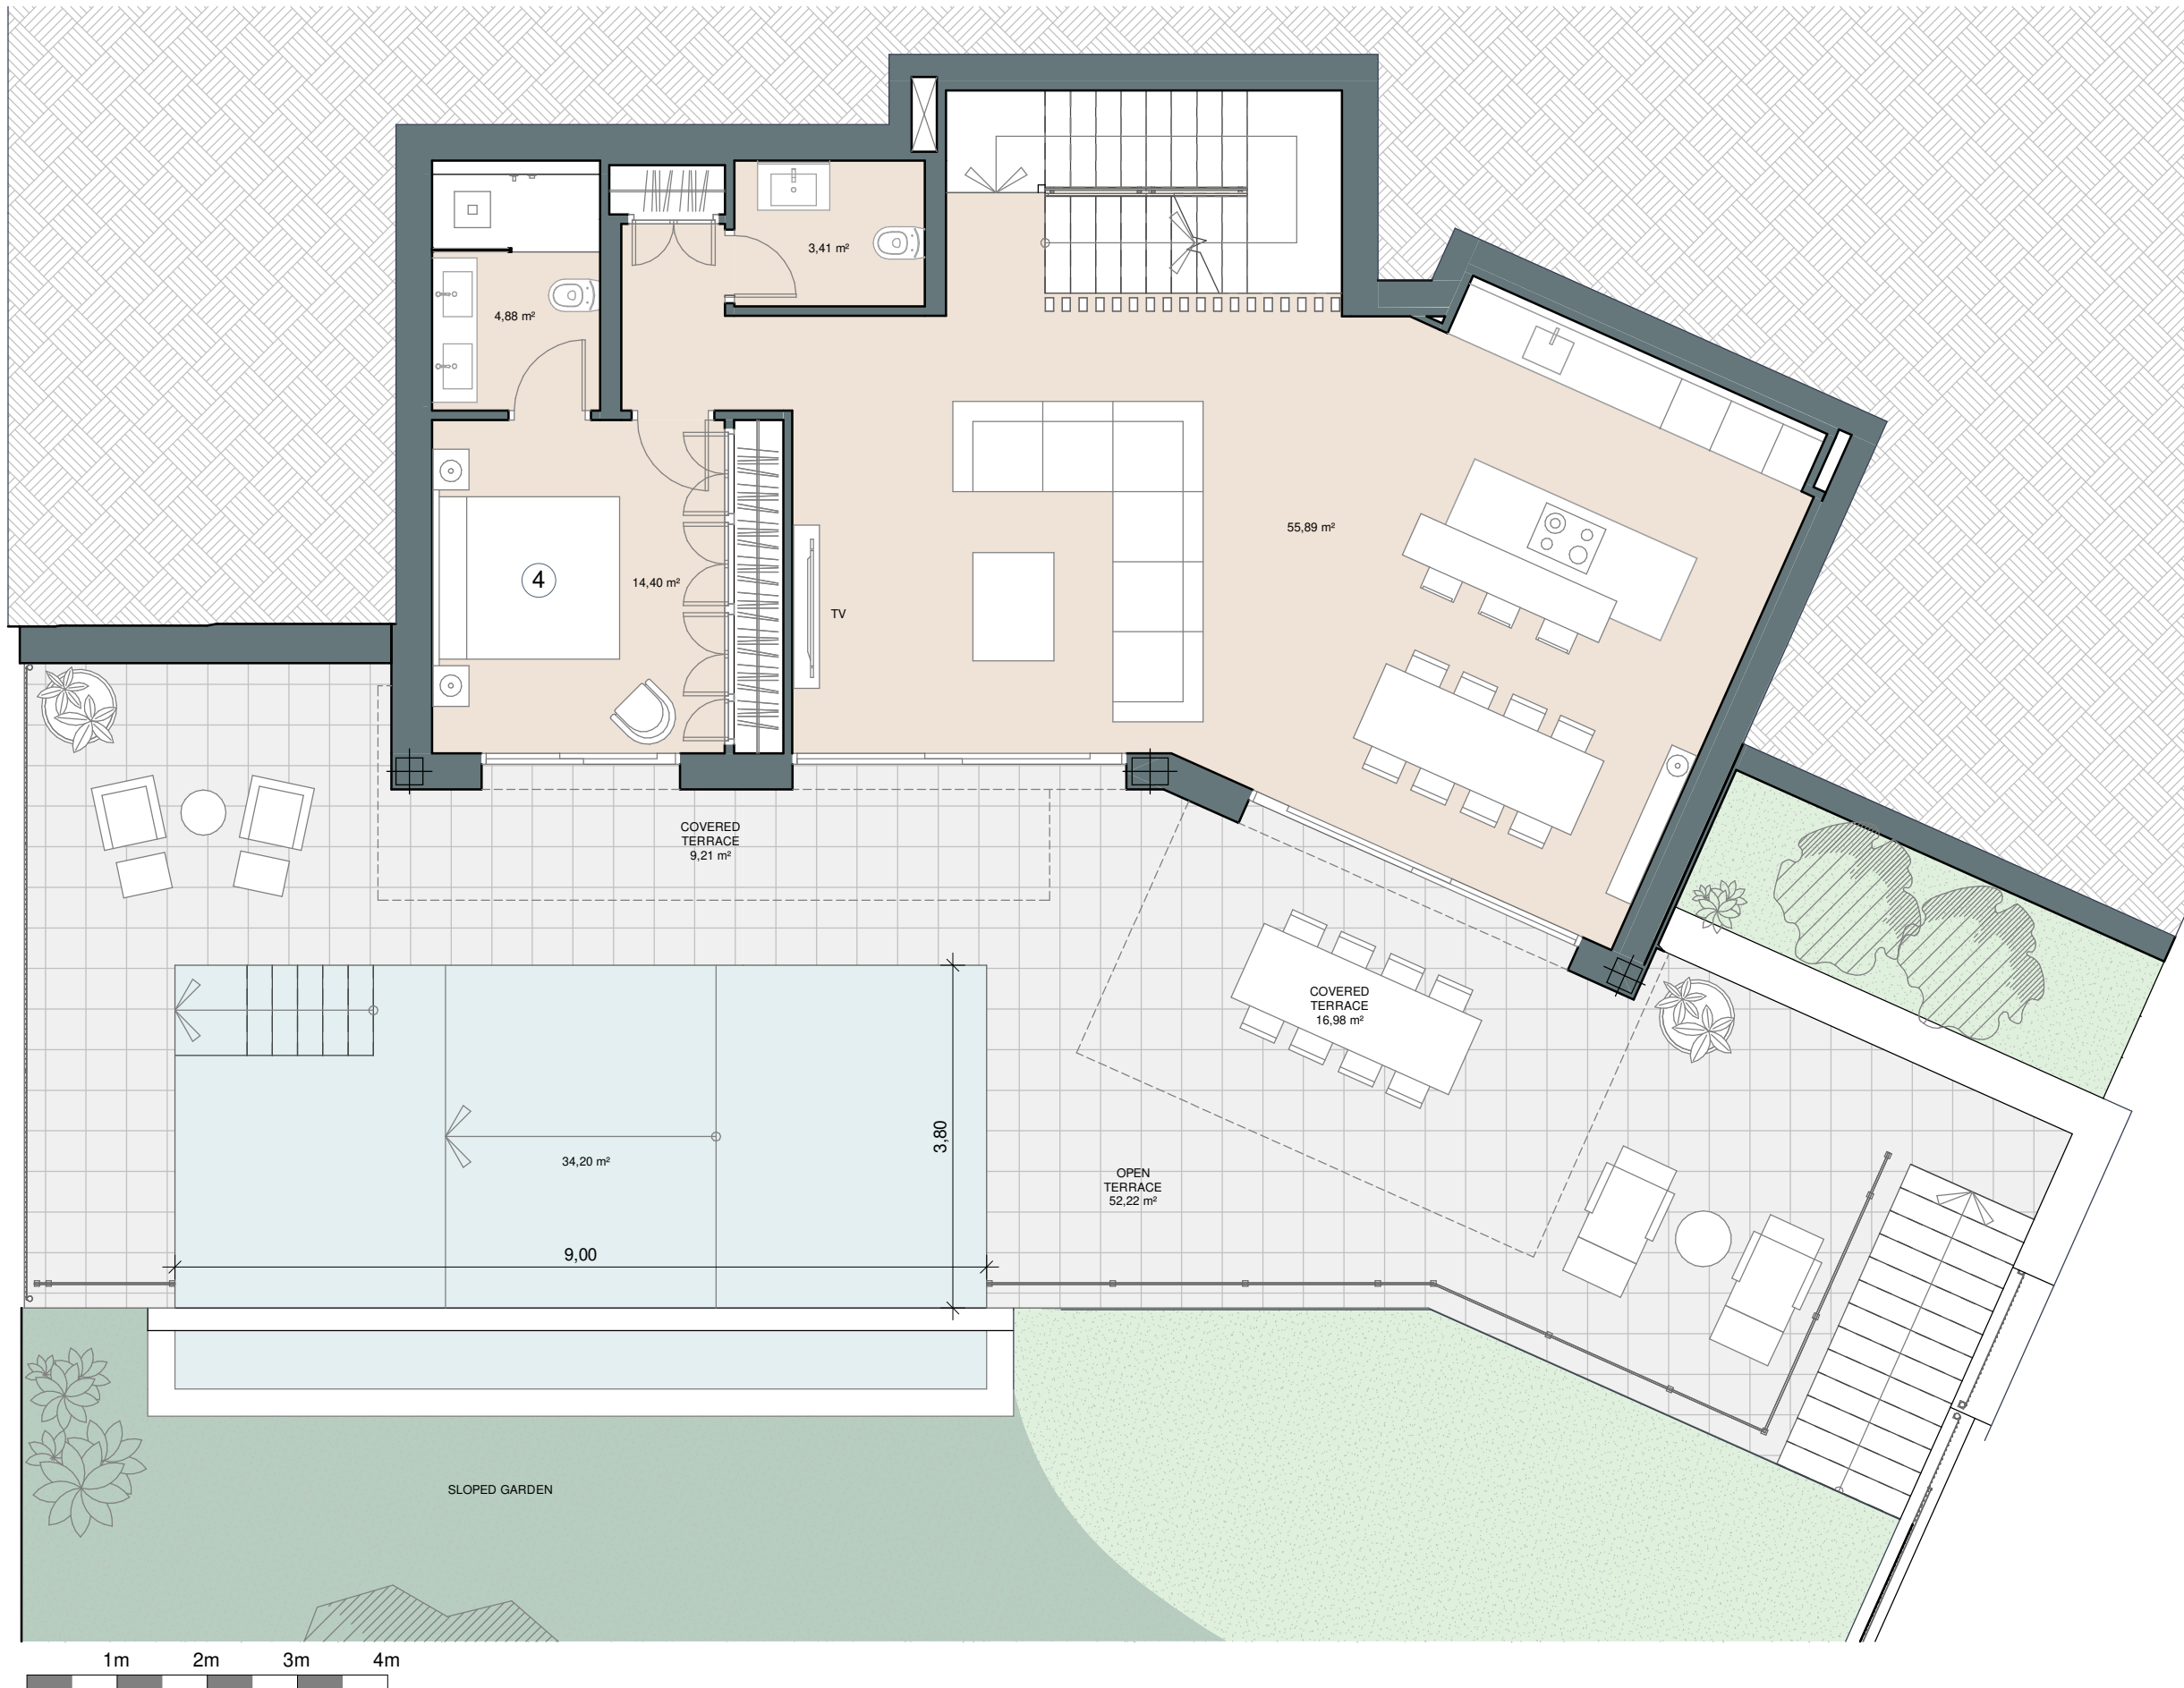 3,41 m²
4,88 m²
55,89 m²
4
14,40 m²
TV
COVERED
TERRACE
9,21 m²
COVERED
TERRACE
16,98 m²
3,80
34,20 m²
OPEN
TERRACE
52,22 m²
9,00
SLOPED GARDEN
1m 2m 3m 4m